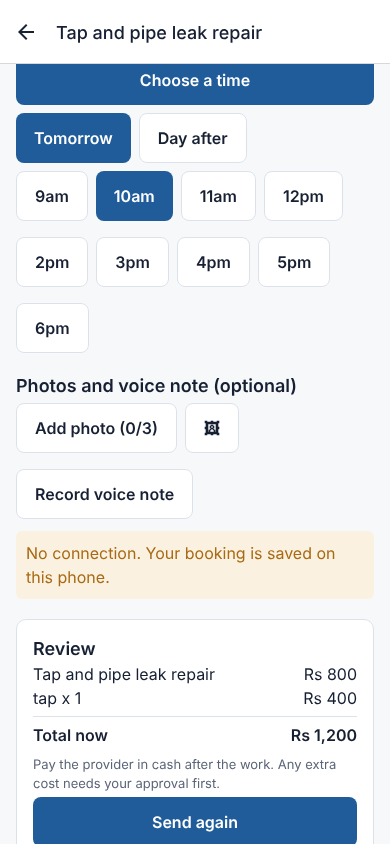 Tap and pipe leak repair
Choose a time
Tomorrow
Day after
9am
10am
11am
12pm
2pm
3pm
4pm
5pm
6pm
Photos and voice note (optional)
Add photo (0/3)
Record voice note
No connection. Your booking is saved on
this phone.
Review
Tap and pipe leak repair Rs 800
tap x 1 Rs 400
Total now Rs 1,200
Pay the provider in cash after the work. Any extra
cost needs your approval first.
Send again